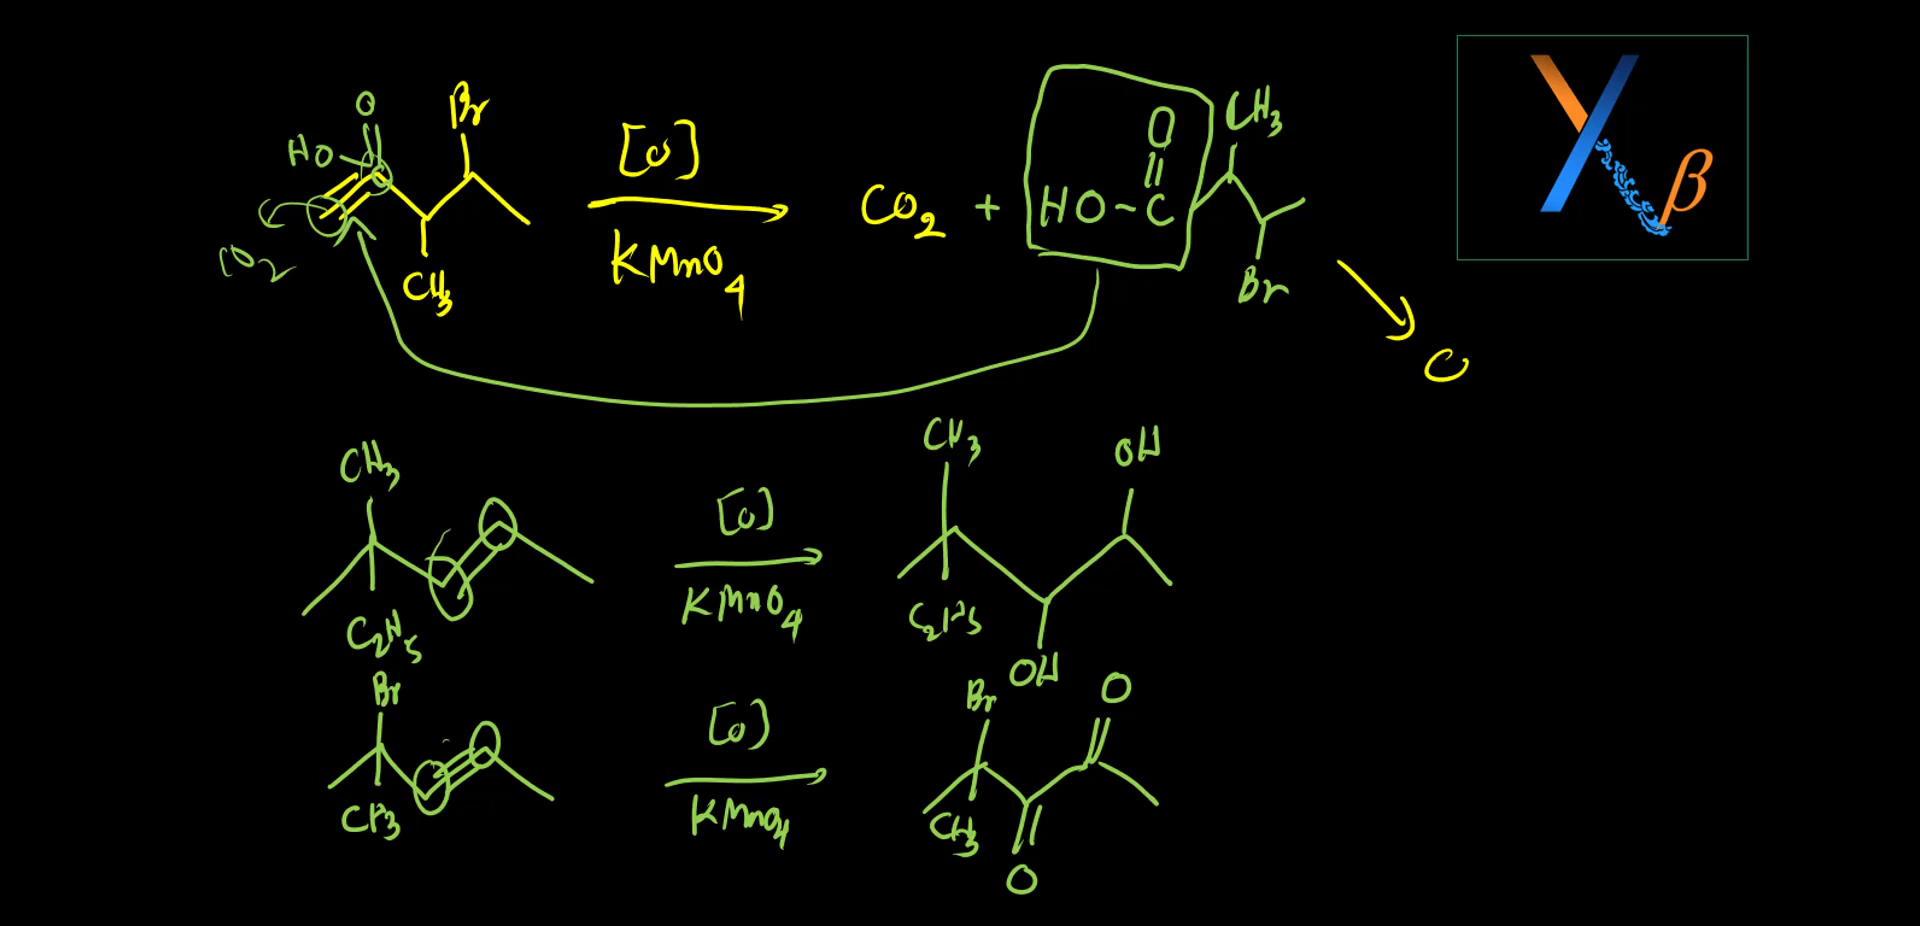 O Br CH3
HO [O] O
CO2 + HO-C
CO2 CH3 KMnO4 Br
O
CH3 CH3 OH
[O]
KMnO4
C2H5 C2H5
OH
Br Br O
[O]
KMnO4
CH3 CH3
O
β